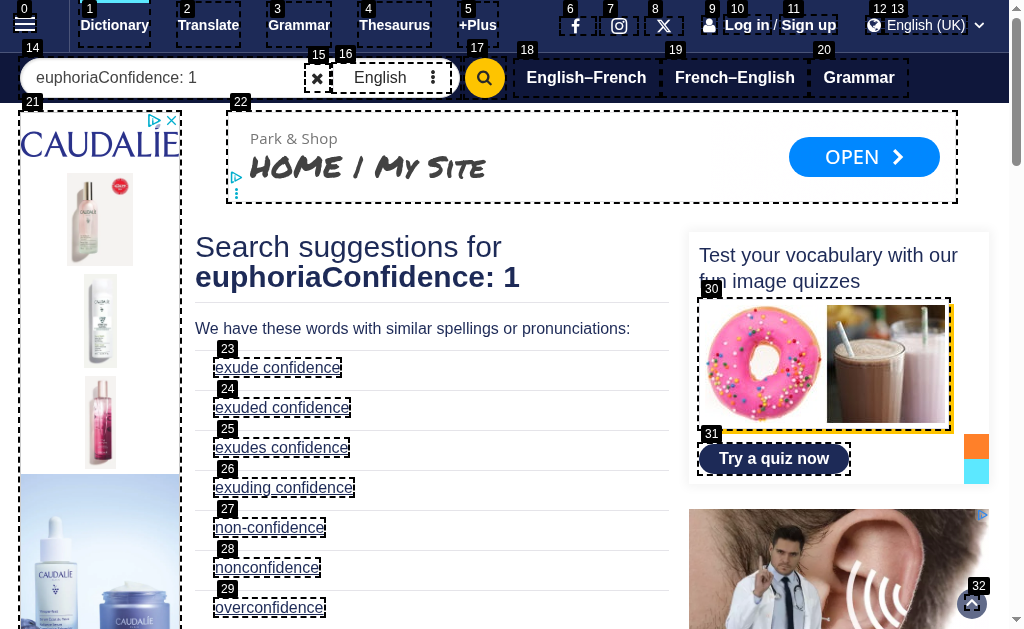 0
1
2
3
4
5
6
7
8
9
10
11
12
13
Dictionary
Translate
Grammar
Thesaurus
+Plus
Log in / Sign up
English (UK)
14
15
16
17
18
19
20
euphoriaConfidence: 1
English
English–French
French–English
Grammar
21
22
CAUDALÍE
Park & Shop
HOME | My Site
OPEN
Search suggestions for
euphoriaConfidence: 1
We have these words with similar spellings or pronunciations:
23
exude confidence
24
exuded confidence
25
exudes confidence
26
exuding confidence
27
non-confidence
28
nonconfidence
29
overconfidence
Test your vocabulary with our
fun image quizzes
30
31
Try a quiz now
32
CAUDALÍE
CAUDALÍE